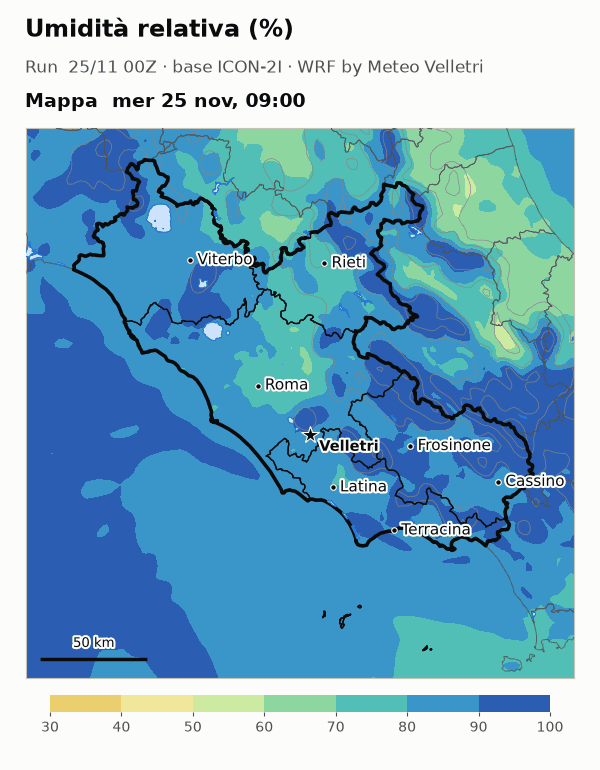 Umidità relativa (%)
Run  25/11 00Z · base ICON-2I · WRF by Meteo Velletri
Mappa  mer 25 nov, 09:00
Viterbo
Rieti
Roma
Velletri
Frosinone
Latina
Cassino
Terracina
50 km
30 40 50 60 70 80 90 100